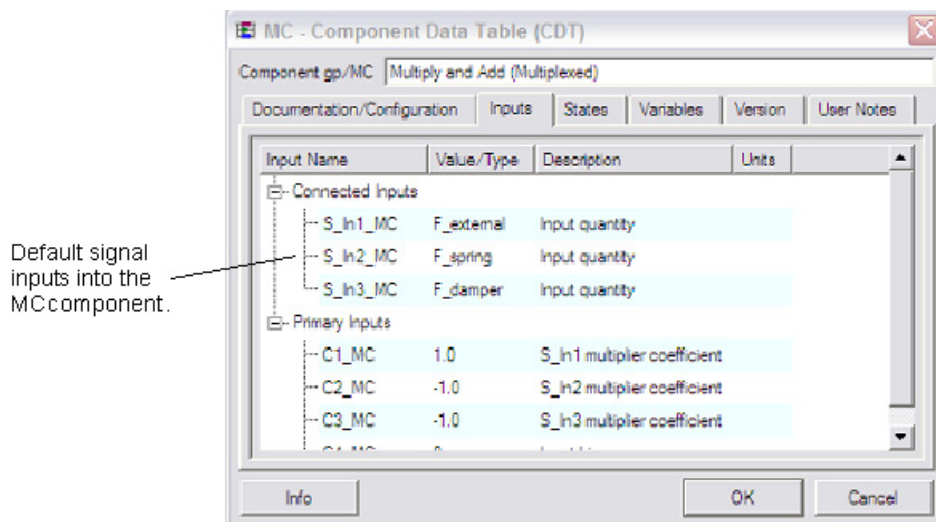 MC - Component Data Table (CDT)
Component gp/MC Multiply and Add (Multiplexed)
Documentation/Configuration Inputs States Variables Version User Notes
Input Name Value/Type Description Units
Connected Inputs
S_In1_MC F_external Input quantity
Default signal
inputs into the
MC component.
S_In2_MC F_spring Input quantity
S_In3_MC F_damper Input quantity
Primary Inputs
C1_MC 1.0 S_In1 multiplier coefficient
C2_MC -1.0 S_In2 multiplier coefficient
C3_MC -1.0 S_In3 multiplier coefficient
Info OK Cancel